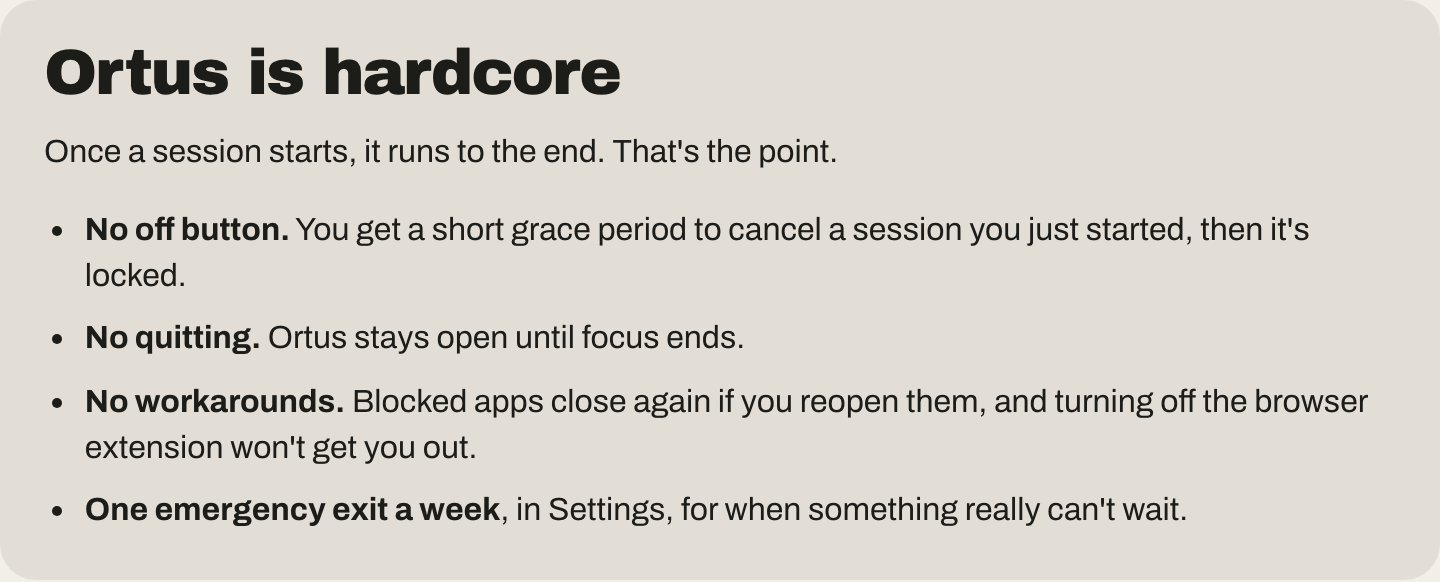 Ortus is hardcore
Once a session starts, it runs to the end. That's the point.
• No off button. You get a short grace period to cancel a session you just started, then it's
locked.
• No quitting. Ortus stays open until focus ends.
• No workarounds. Blocked apps close again if you reopen them, and turning off the browser
extension won't get you out.
• One emergency exit a week, in Settings, for when something really can't wait.